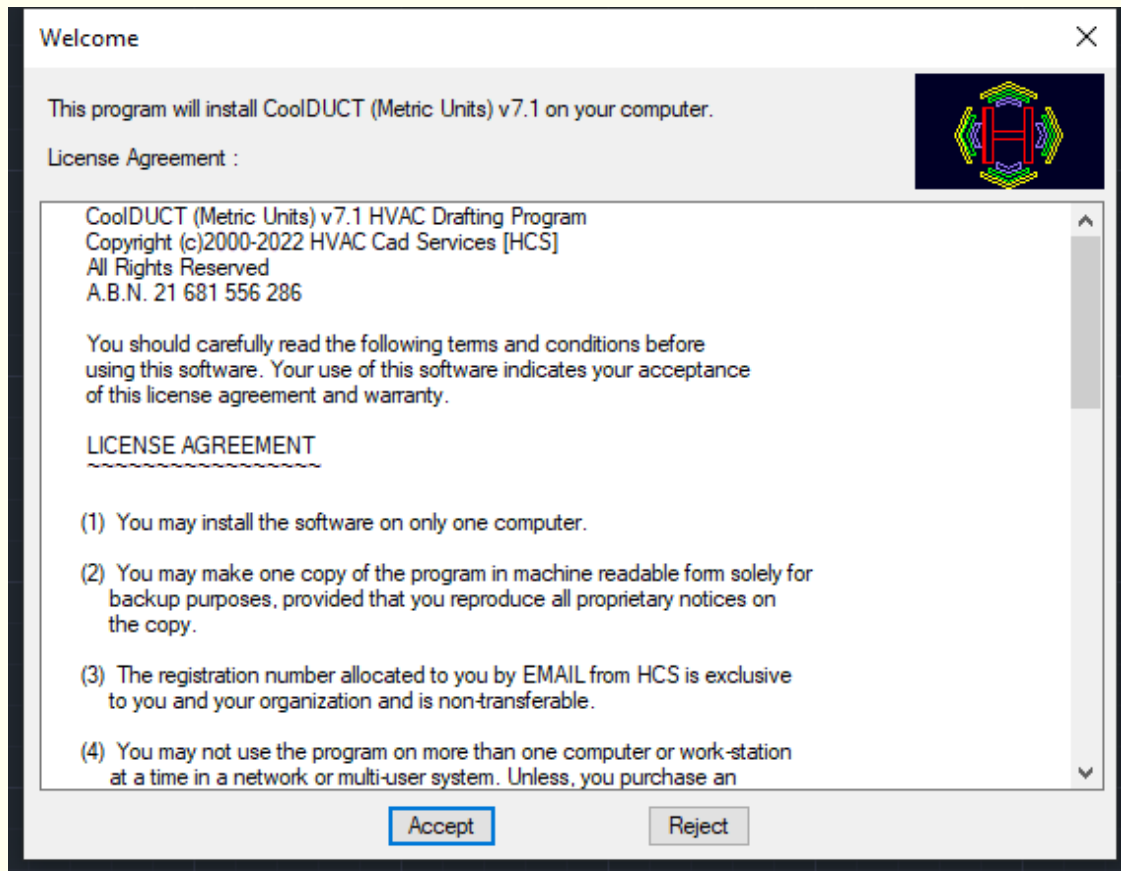 Welcome
This program will install CoolDUCT (Metric Units) v7.1 on your computer.
License Agreement :
CoolDUCT (Metric Units) v7.1 HVAC Drafting Program
Copyright (c)2000-2022 HVAC Cad Services [HCS]
All Rights Reserved
A.B.N. 21 681 556 286
You should carefully read the following terms and conditions before
using this software. Your use of this software indicates your acceptance
of this license agreement and warranty.
LICENSE AGREEMENT
~~~~~~~~~~~~~~~~~
(1) You may install the software on only one computer.
(2) You may make one copy of the program in machine readable form solely for
backup purposes, provided that you reproduce all proprietary notices on
the copy.
(3) The registration number allocated to you by EMAIL from HCS is exclusive
to you and your organization and is non-transferable.
(4) You may not use the program on more than one computer or work-station
at a time in a network or multi-user system. Unless, you purchase an
Accept Reject